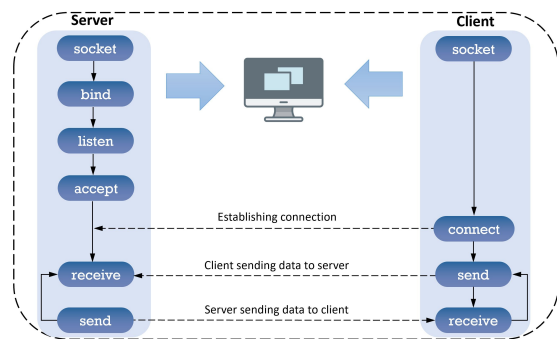 Server
Client
socket
socket
bind
listen
accept
Establishing connection
connect
Client sending data to server
receive
send
Server sending data to client
send
receive